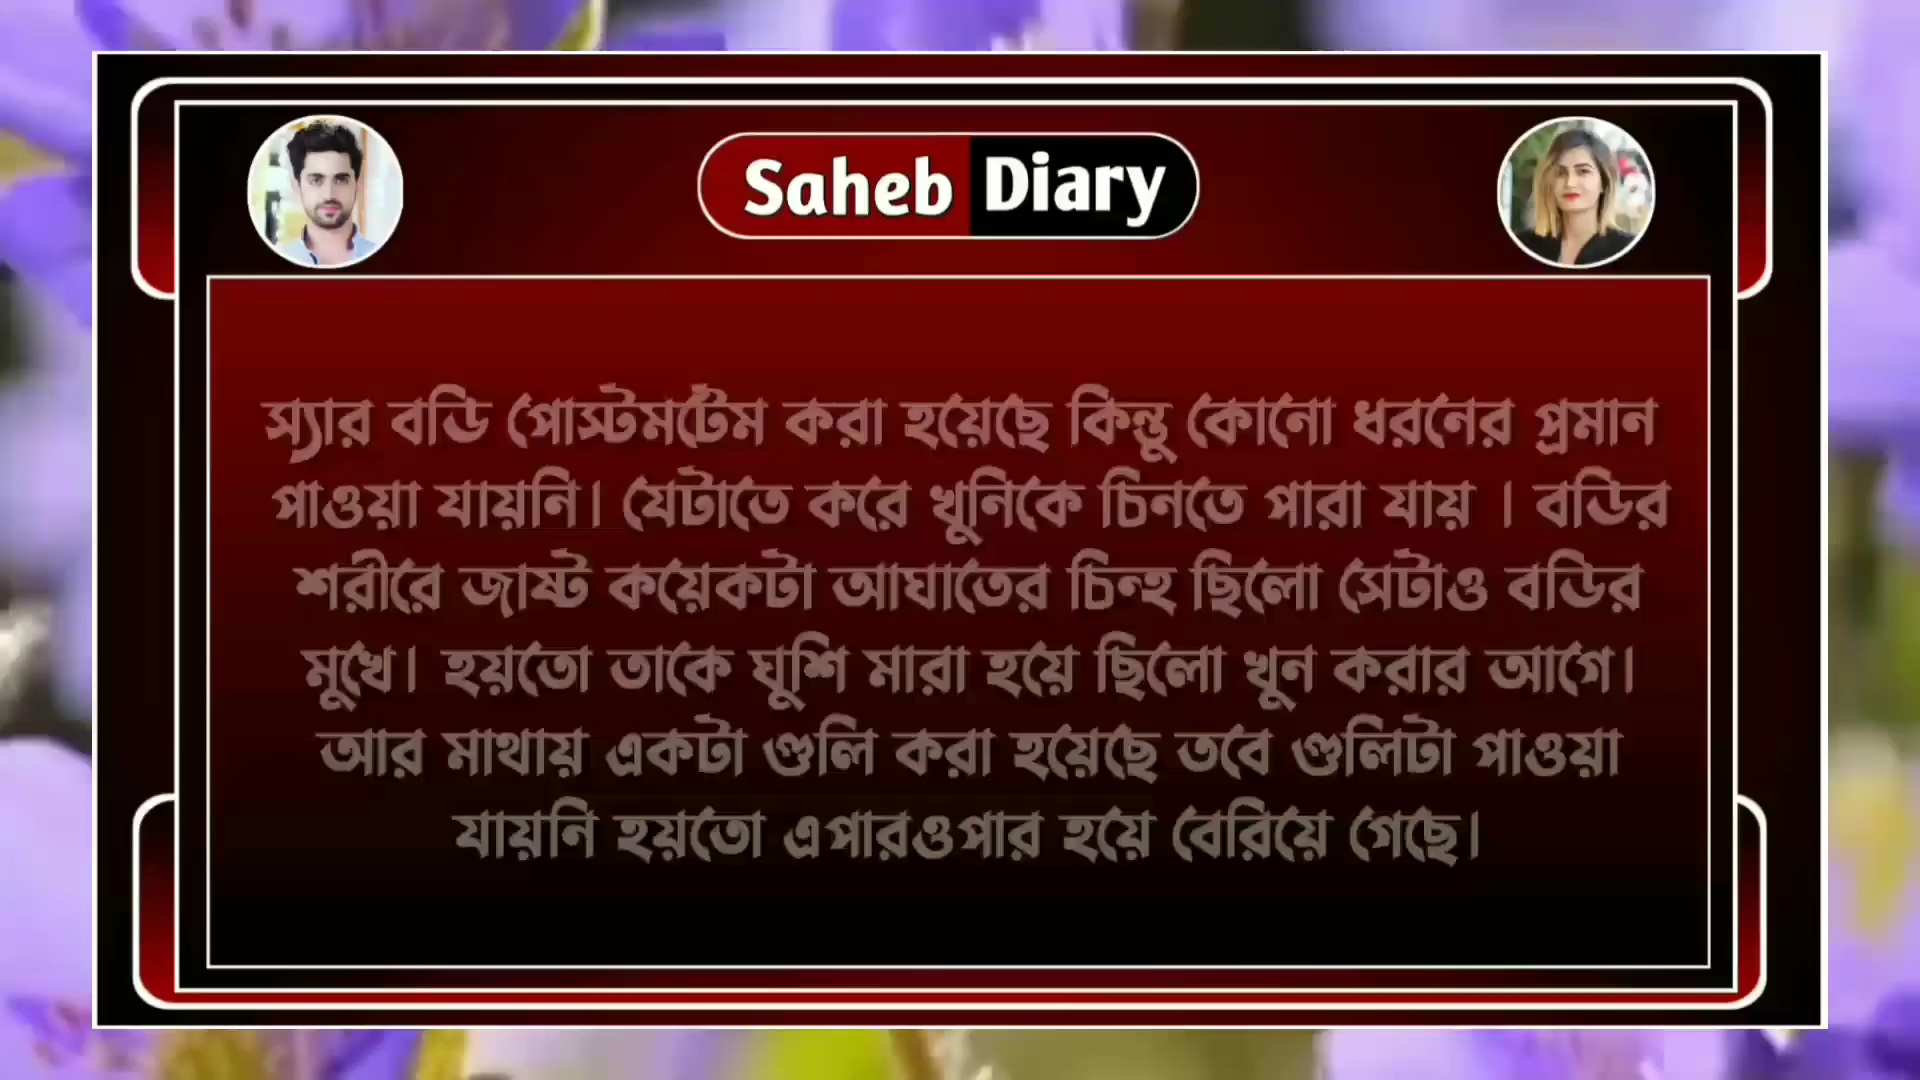 Saheb Diary
স্যার বডি পোস্টমর্টেম করা হয়েছে কিন্তু কোনো ধরনের প্রমান
পাওয়া যায়নি। যেটাতে করে খুনিকে চিনতে পারা যায় । বডির
শরীরে জাষ্ট কয়েকটা আঘাতের চিন্হ ছিলো সেটাও বডির
মুখে। হয়তো তাকে ঘুশি মারা হয়ে ছিলো খুন করার আগে।
আর মাথায় একটা গুলি করা হয়েছে তবে গুলিটা পাওয়া
যায়নি হয়তো এপারওপার হয়ে বেরিয়ে গেছে।